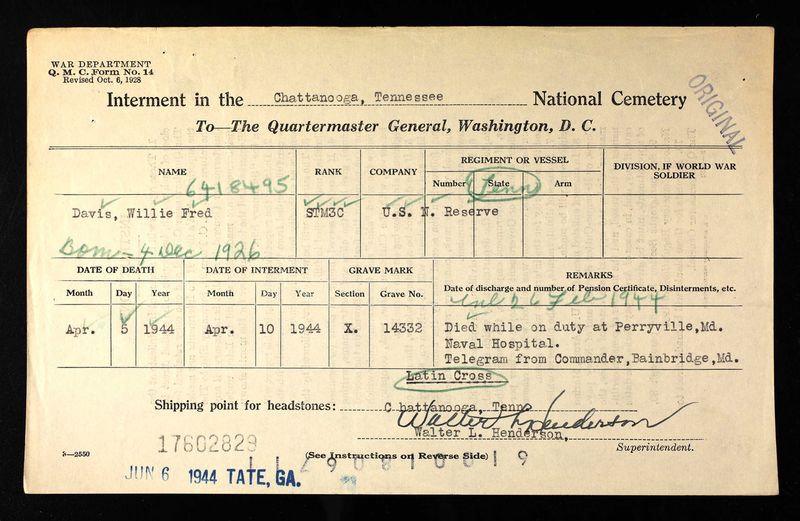 WAR DEPARTMENT
Q. M. C. Form No. 14
Revised Oct. 6, 1928
ORIGINAL
Interment in the Chattanooga, Tennessee National Cemetery
To—The Quartermaster General, Washington, D. C.
NAME RANK COMPANY REGIMENT OR VESSEL DIVISION, IF WORLD WAR SOLDIER
Number State Arm
6418495 Tenn
Davis, Willie Fred STM3C U.S. N. Reserve
Born - 4 Dec 1926
DATE OF DEATH DATE OF INTERMENT GRAVE MARK REMARKS
Month Day Year Month Day Year Section Grave No. Date of discharge and number of Pension Certificate, Disinterments, etc.
Enl 26 Feb 1944
Apr. 5 1944 Apr. 10 1944 X. 14332 Died while on duty at Perryville,Md.
Naval Hospital.
Telegram from Commander,Bainbridge,Md.
Latin Cross
Shipping point for headstones: Chattanooga, Tenn
Walter L Henderson
Walter L. Henderson,
Superintendent.
17602829
3—2550
(See Instructions on Reverse Side)
JUN 6 1944 TATE, GA.